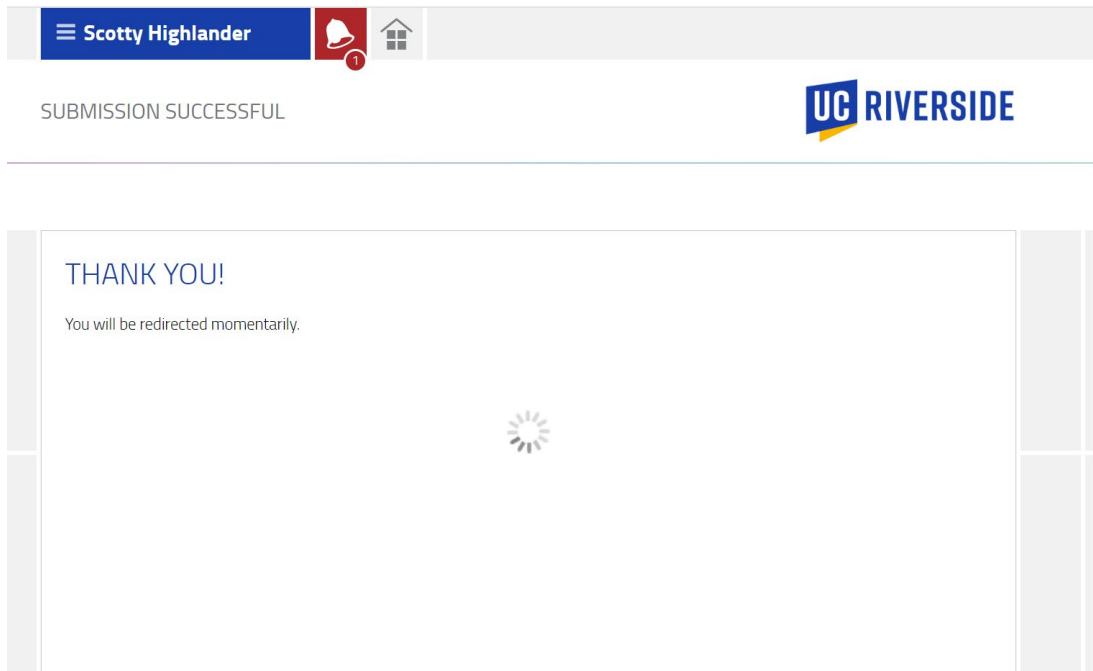 Scotty Highlander
1
SUBMISSION SUCCESSFUL
UC RIVERSIDE
THANK YOU!
You will be redirected momentarily.